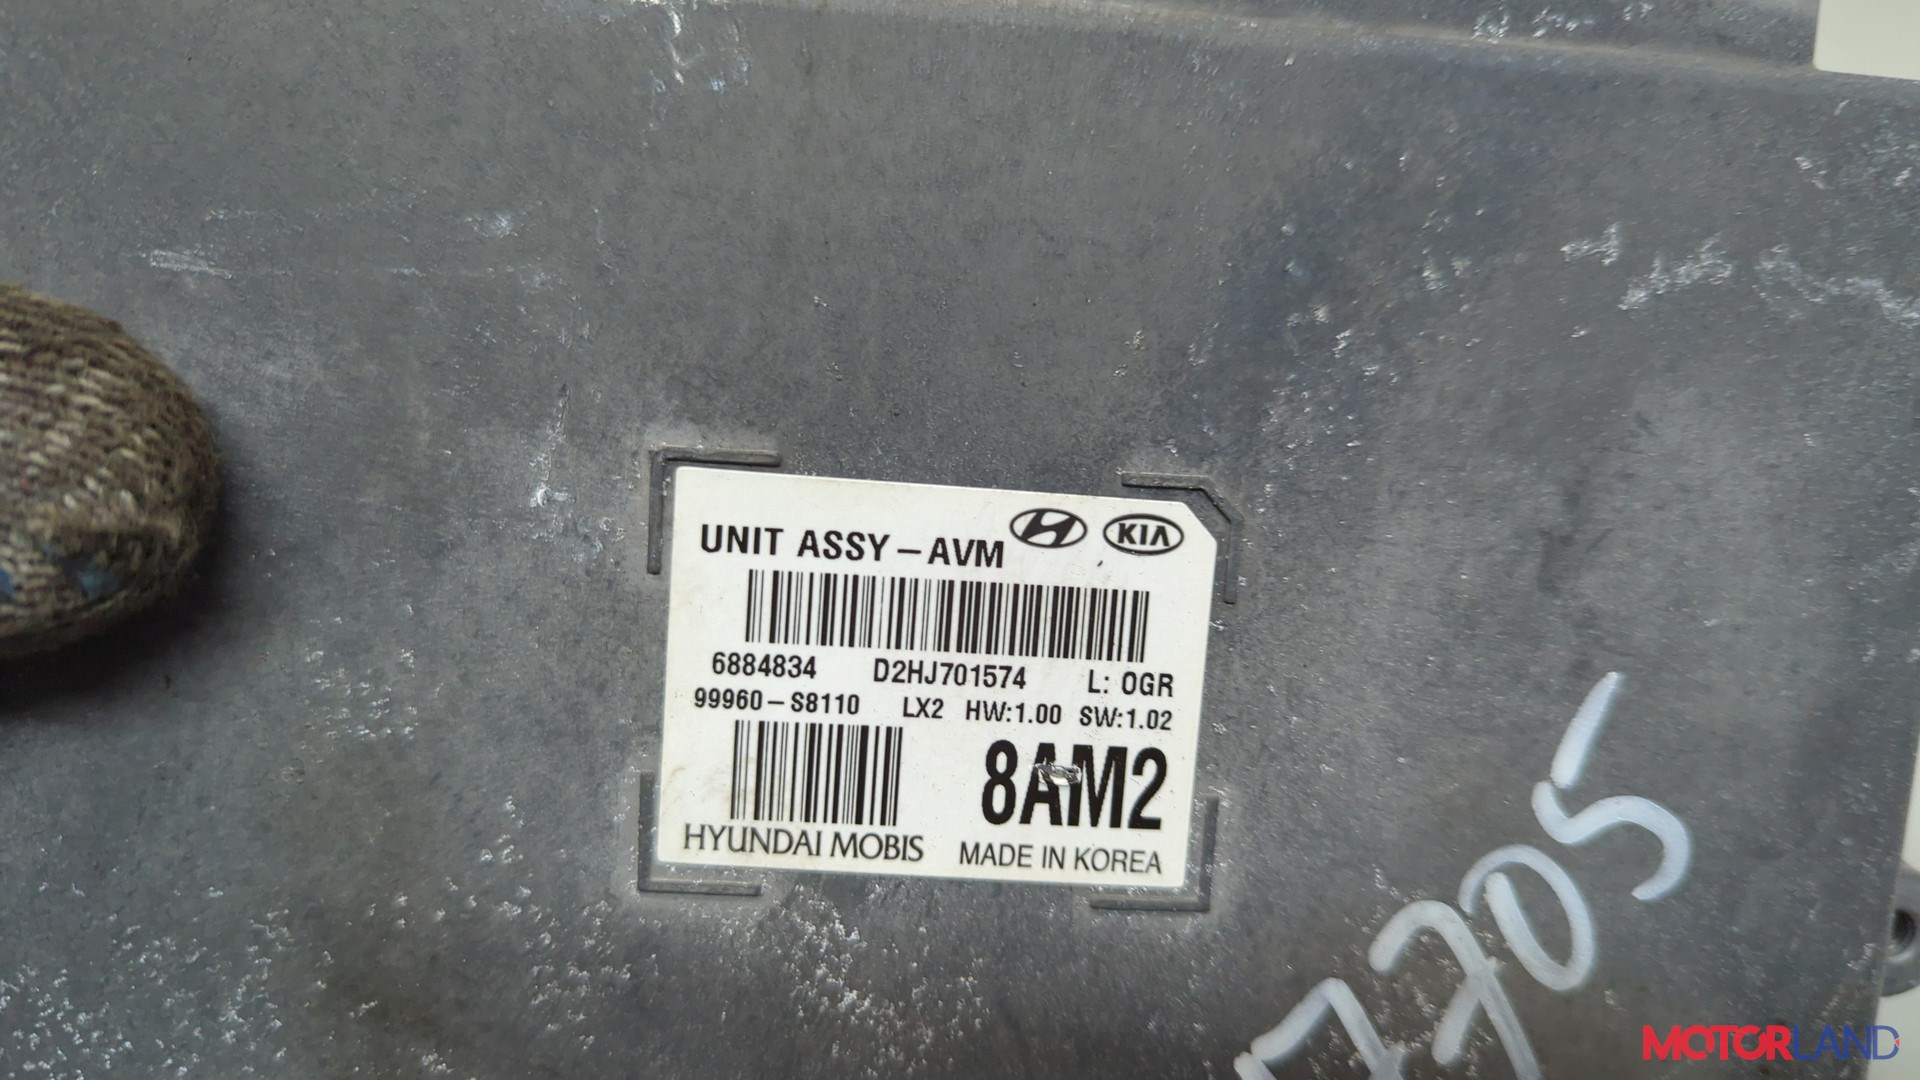 UNIT ASSY-AVM
KIA
6884834 D2HJ701574 L: OGR
99960-S8110 LX2 HW:1.00 SW:1.02
8AM2
HYUNDAI MOBIS MADE IN KOREA
7705
MOTORLAND